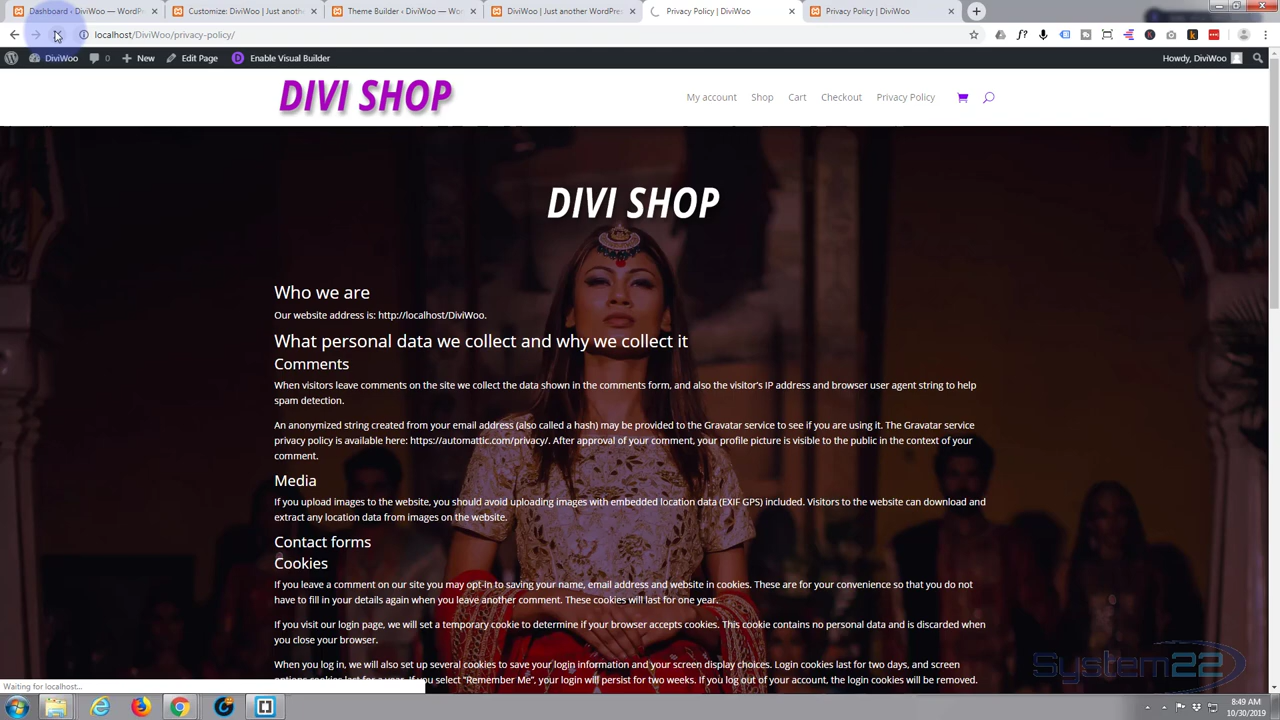 Dashboard ‹ DiviWoo — WordP
Customize: DiviWoo | Just anoth
Theme Builder ‹ DiviWoo — Wo
DiviWoo | Just another WordPres
Privacy Policy | DiviWoo
Privacy Policy | DiviWoo
localhost/DiviWoo/privacy-policy/
DiviWoo
0
New
Edit Page
Enable Visual Builder
Howdy, DiviWoo
DIVI SHOP
My account
Shop
Cart
Checkout
Privacy Policy
DIVI SHOP
Who we are
Our website address is: http://localhost/DiviWoo.
What personal data we collect and why we collect it
Comments
When visitors leave comments on the site we collect the data shown in the comments form, and also the visitor's IP address and browser user agent string to help
spam detection.
An anonymized string created from your email address (also called a hash) may be provided to the Gravatar service to see if you are using it. The Gravatar service
privacy policy is available here: https://automattic.com/privacy/. After approval of your comment, your profile picture is visible to the public in the context of your
comment.
Media
If you upload images to the website, you should avoid uploading images with embedded location data (EXIF GPS) included. Visitors to the website can download and
extract any location data from images on the website.
Contact forms
Cookies
If you leave a comment on our site you may opt-in to saving your name, email address and website in cookies. These are for your convenience so that you do not
have to fill in your details again when you leave another comment. These cookies will last for one year.
If you visit our login page, we will set a temporary cookie to determine if your browser accepts cookies. This cookie contains no personal data and is discarded when
you close your browser.
When you log in, we will also set up several cookies to save your login information and your screen display choices. Login cookies last for two days, and screen
options cookies last for a year. If you select "Remember Me", your login will persist for two weeks. If you log out of your account, the login cookies will be removed.
Waiting for localhost...
System22
8:49 AM
10/30/2019